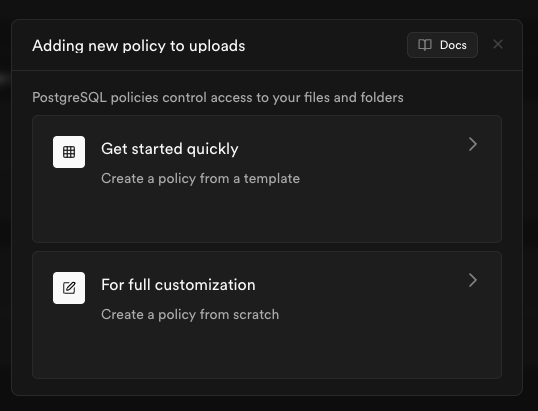 Adding new policy to uploads
Docs
PostgreSQL policies control access to your files and folders
Get started quickly
Create a policy from a template
For full customization
Create a policy from scratch